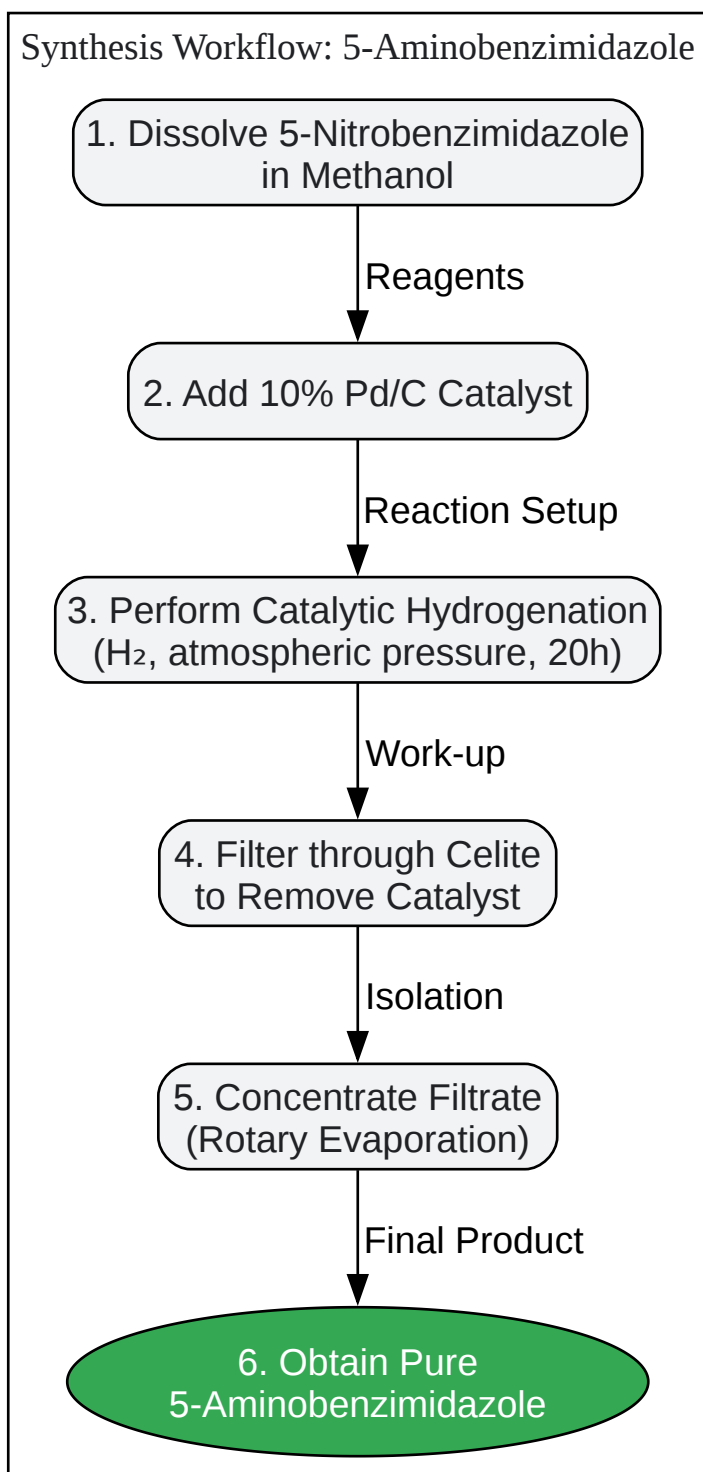 Synthesis Workflow: 5-Aminobenzimidazole
1. Dissolve 5-Nitrobenzimidazole
in Methanol
Reagents
2. Add 10% Pd/C Catalyst
Reaction Setup
3. Perform Catalytic Hydrogenation
(H₂, atmospheric pressure, 20h)
Work-up
4. Filter through Celite
to Remove Catalyst
Isolation
5. Concentrate Filtrate
(Rotary Evaporation)
Final Product
6. Obtain Pure
5-Aminobenzimidazole